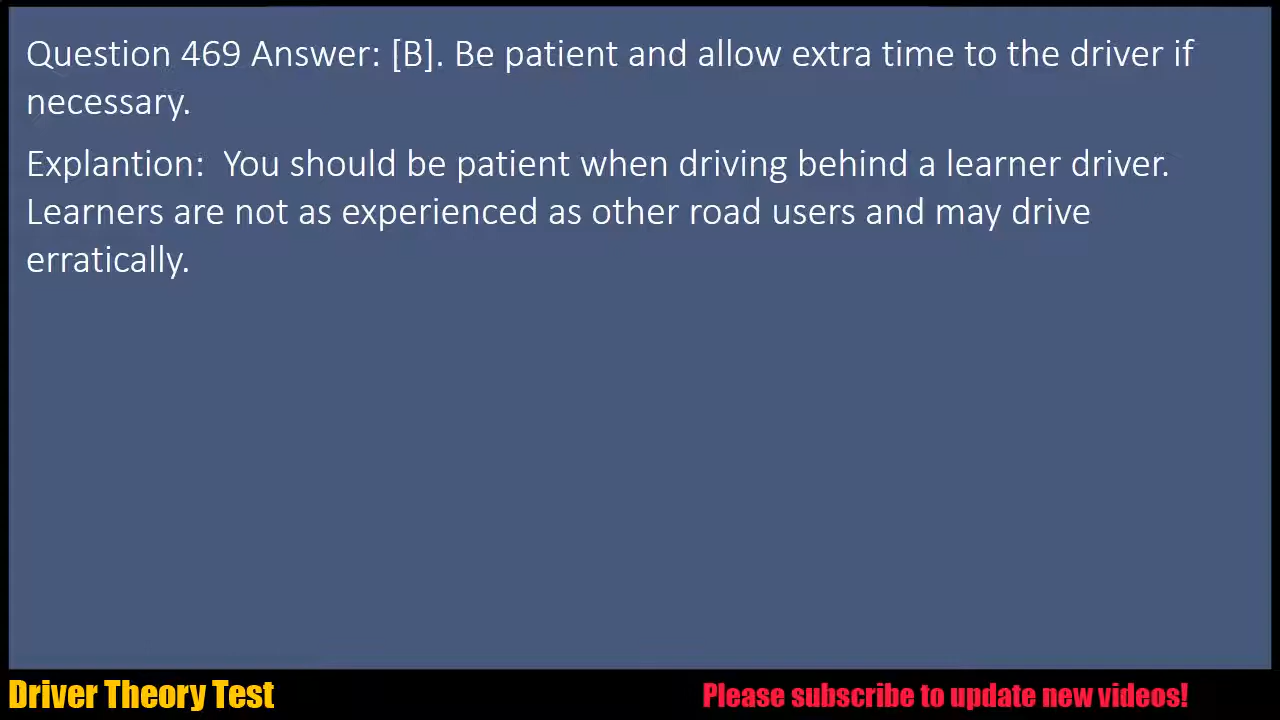 Question 469 Answer: [B]. Be patient and allow extra time to the driver if
necessary.
Explantion:  You should be patient when driving behind a learner driver.
Learners are not as experienced as other road users and may drive
erratically.
Driver Theory Test
Please subscribe to update new videos!